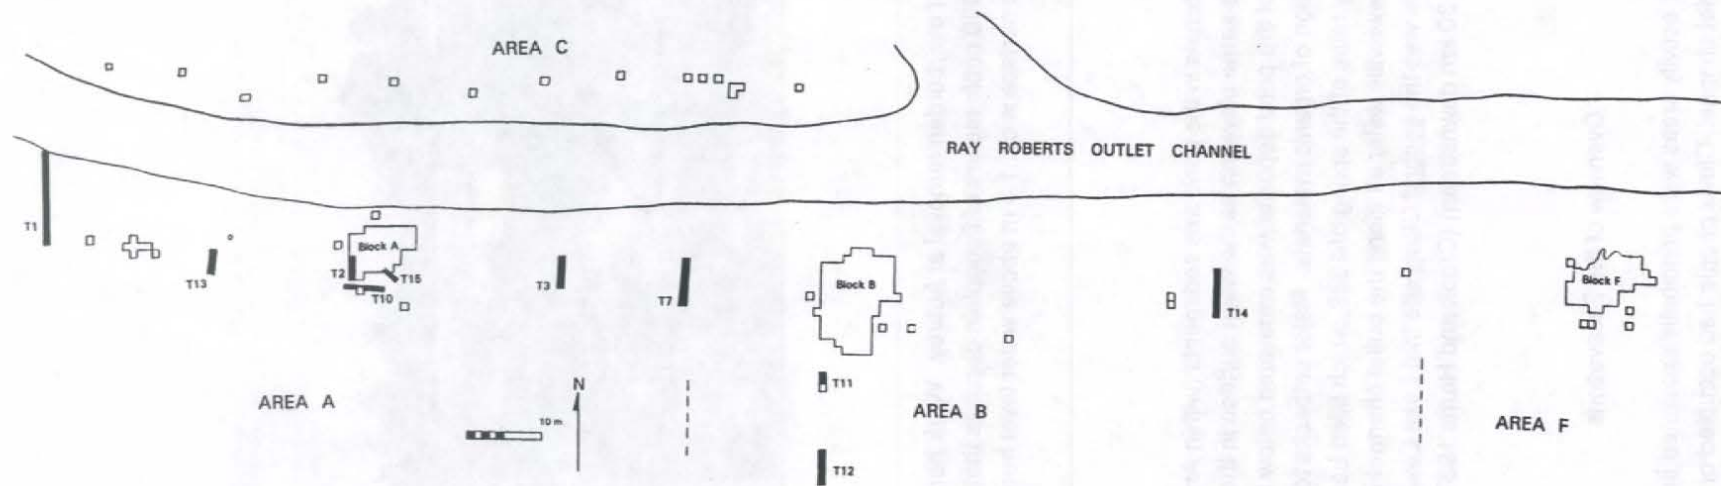 AREA C
RAY ROBERTS OUTLET CHANNEL
T1
T13
Block A
T2
T15
T10
T3
T7
Block B
T14
Block F
T11
N
10 m
AREA A
AREA B
AREA F
T12